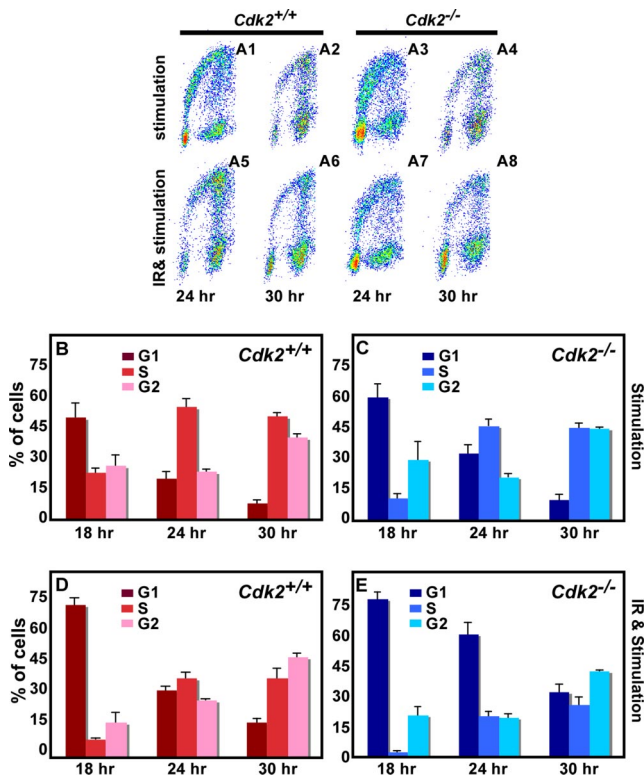 Cdk2+/+ Cdk2-/-
A1 A2 A3 A4
stimulation
A5 A6 A7 A8
IR& stimulation
24 hr 30 hr 24 hr 30 hr
B Cdk2+/+
G1
S
G2
% of cells
75
60
45
30
15
0
18 hr 24 hr 30 hr
C Cdk2-/-
G1
S
G2
75
60
45
30
15
0
18 hr 24 hr 30 hr
Stimulation
D Cdk2+/+
G1
S
G2
% of cells
75
60
45
30
15
0
18 hr 24 hr 30 hr
E Cdk2-/-
G1
S
G2
75
60
45
30
15
0
18 hr 24 hr 30 hr
IR & Stimulation